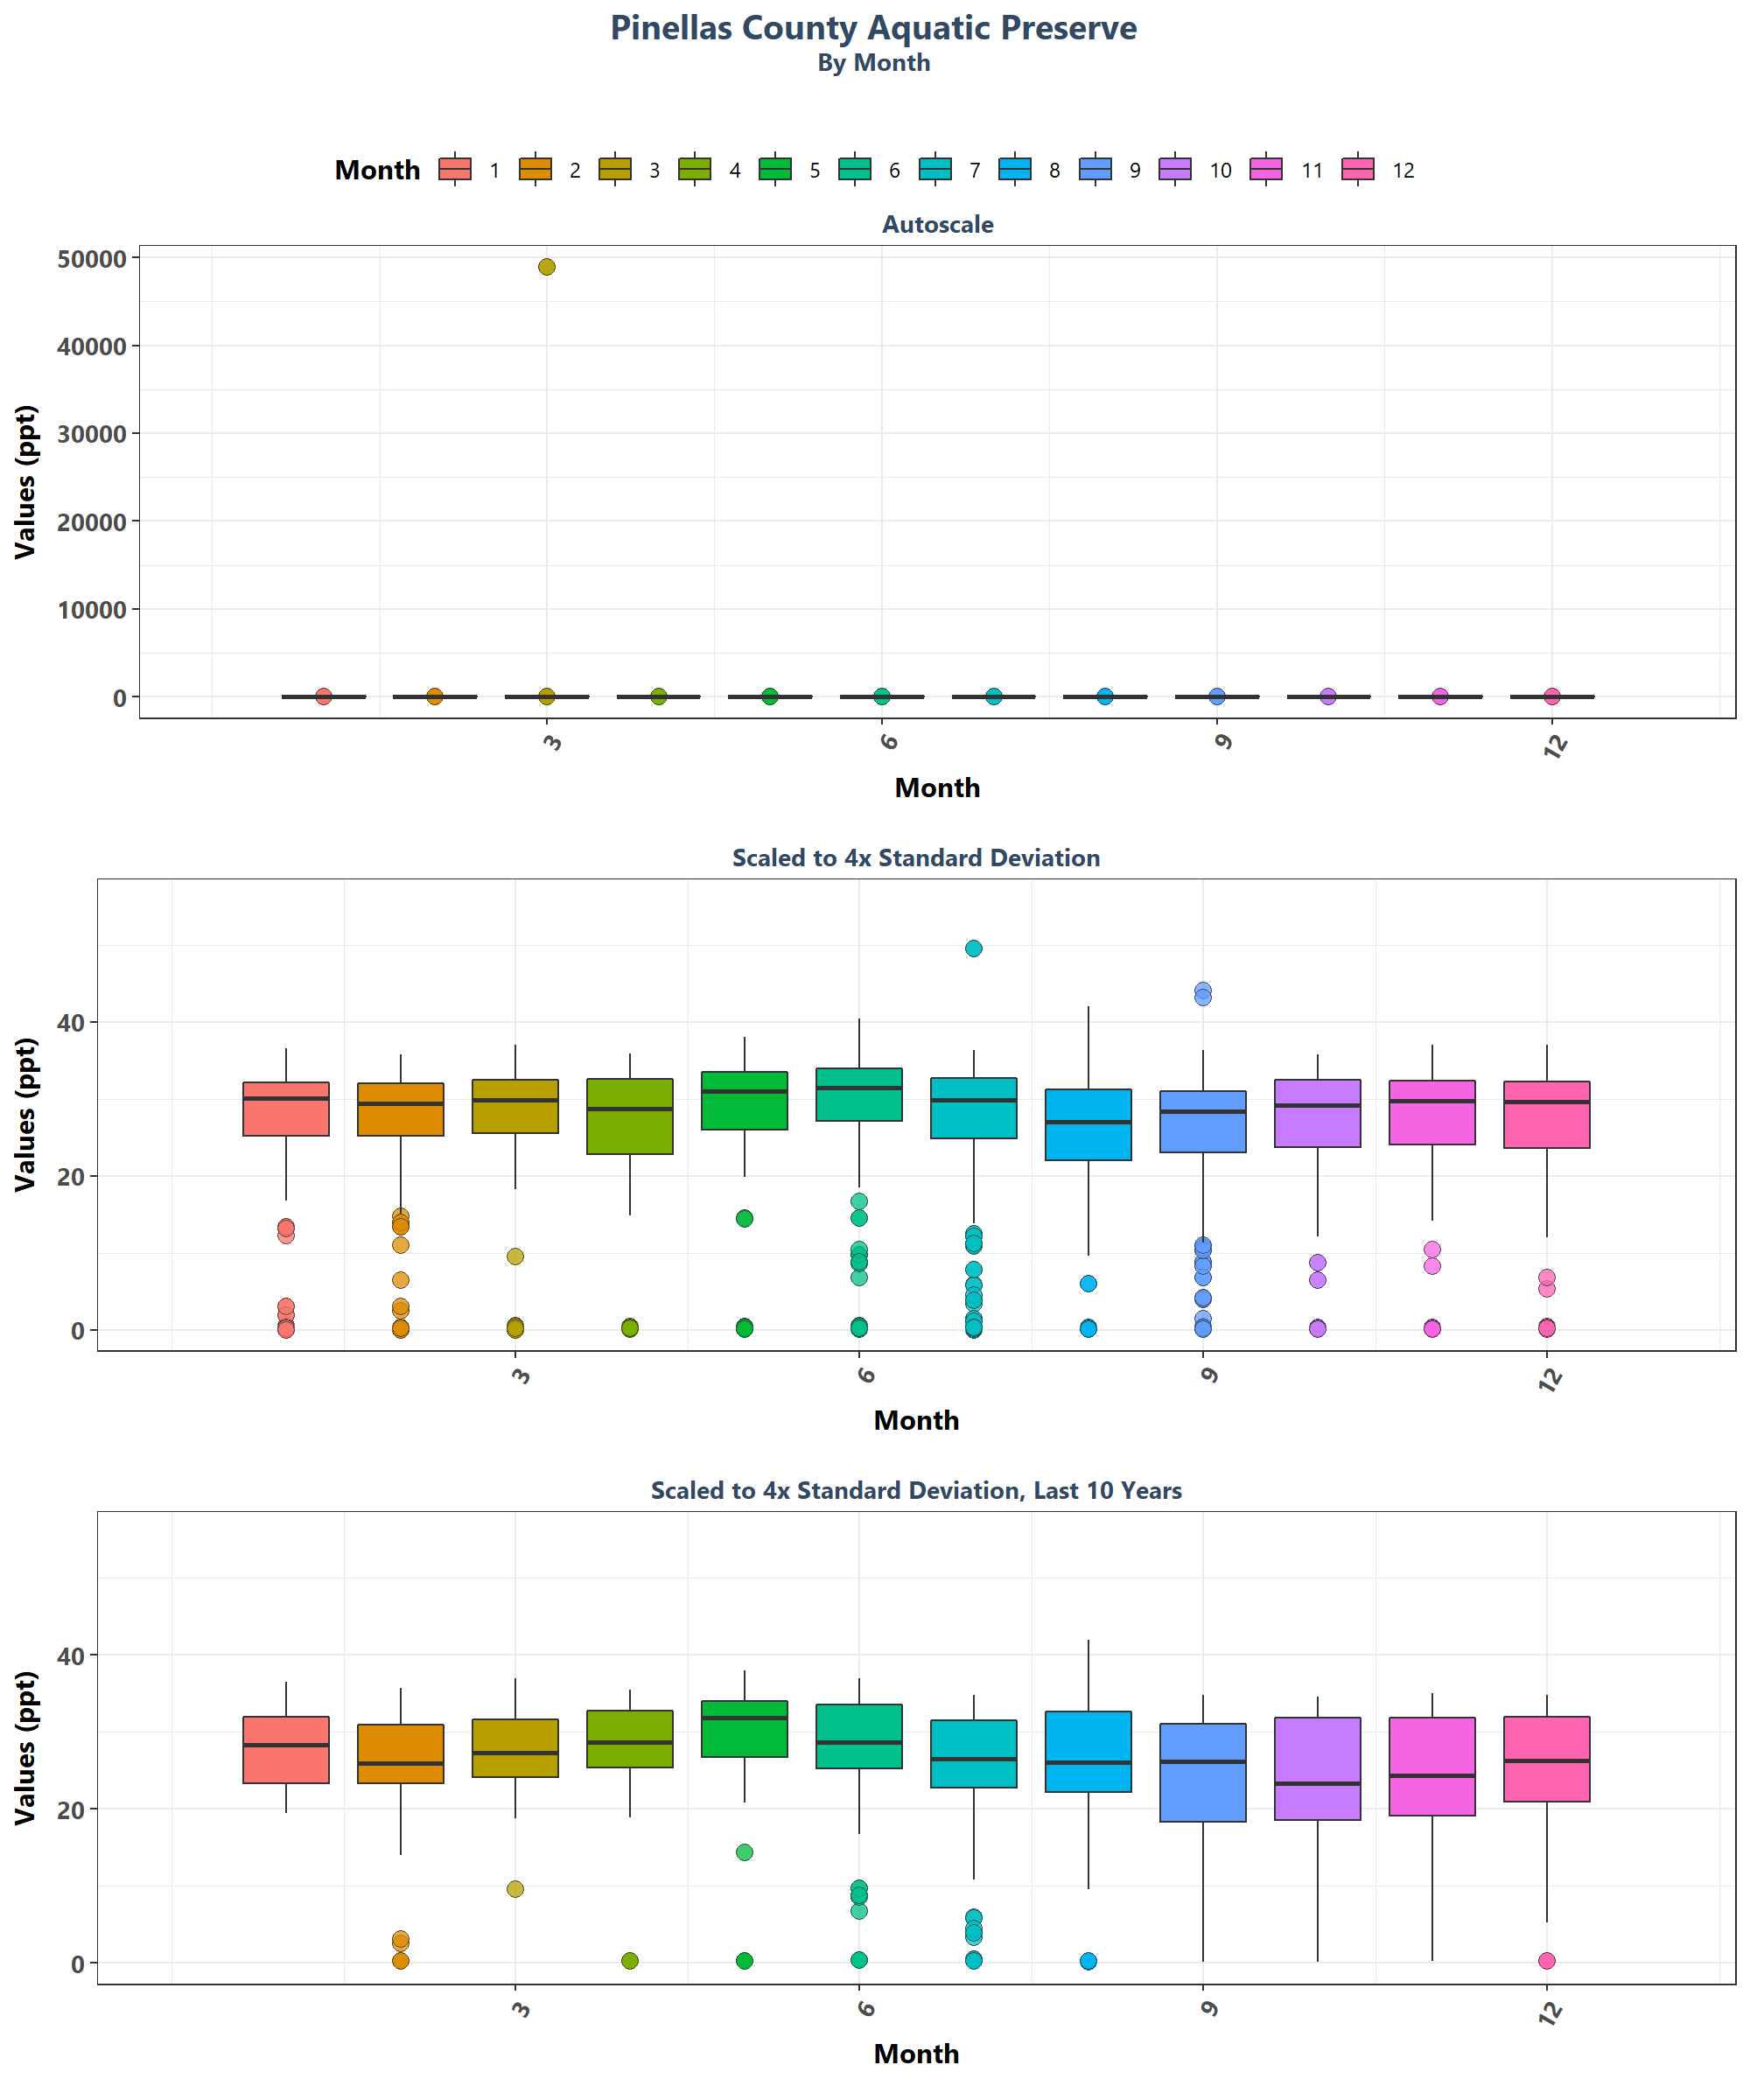 Pinellas County Aquatic Preserve
By Month
Month 1 2 3 4 5 6 7 8 9 10 11 12
Autoscale
Values (ppt)
50000
40000
30000
20000
10000
0
3 6 9 12
Month
Scaled to 4x Standard Deviation
Values (ppt)
40
20
0
3 6 9 12
Month
Scaled to 4x Standard Deviation, Last 10 Years
Values (ppt)
40
20
0
3 6 9 12
Month